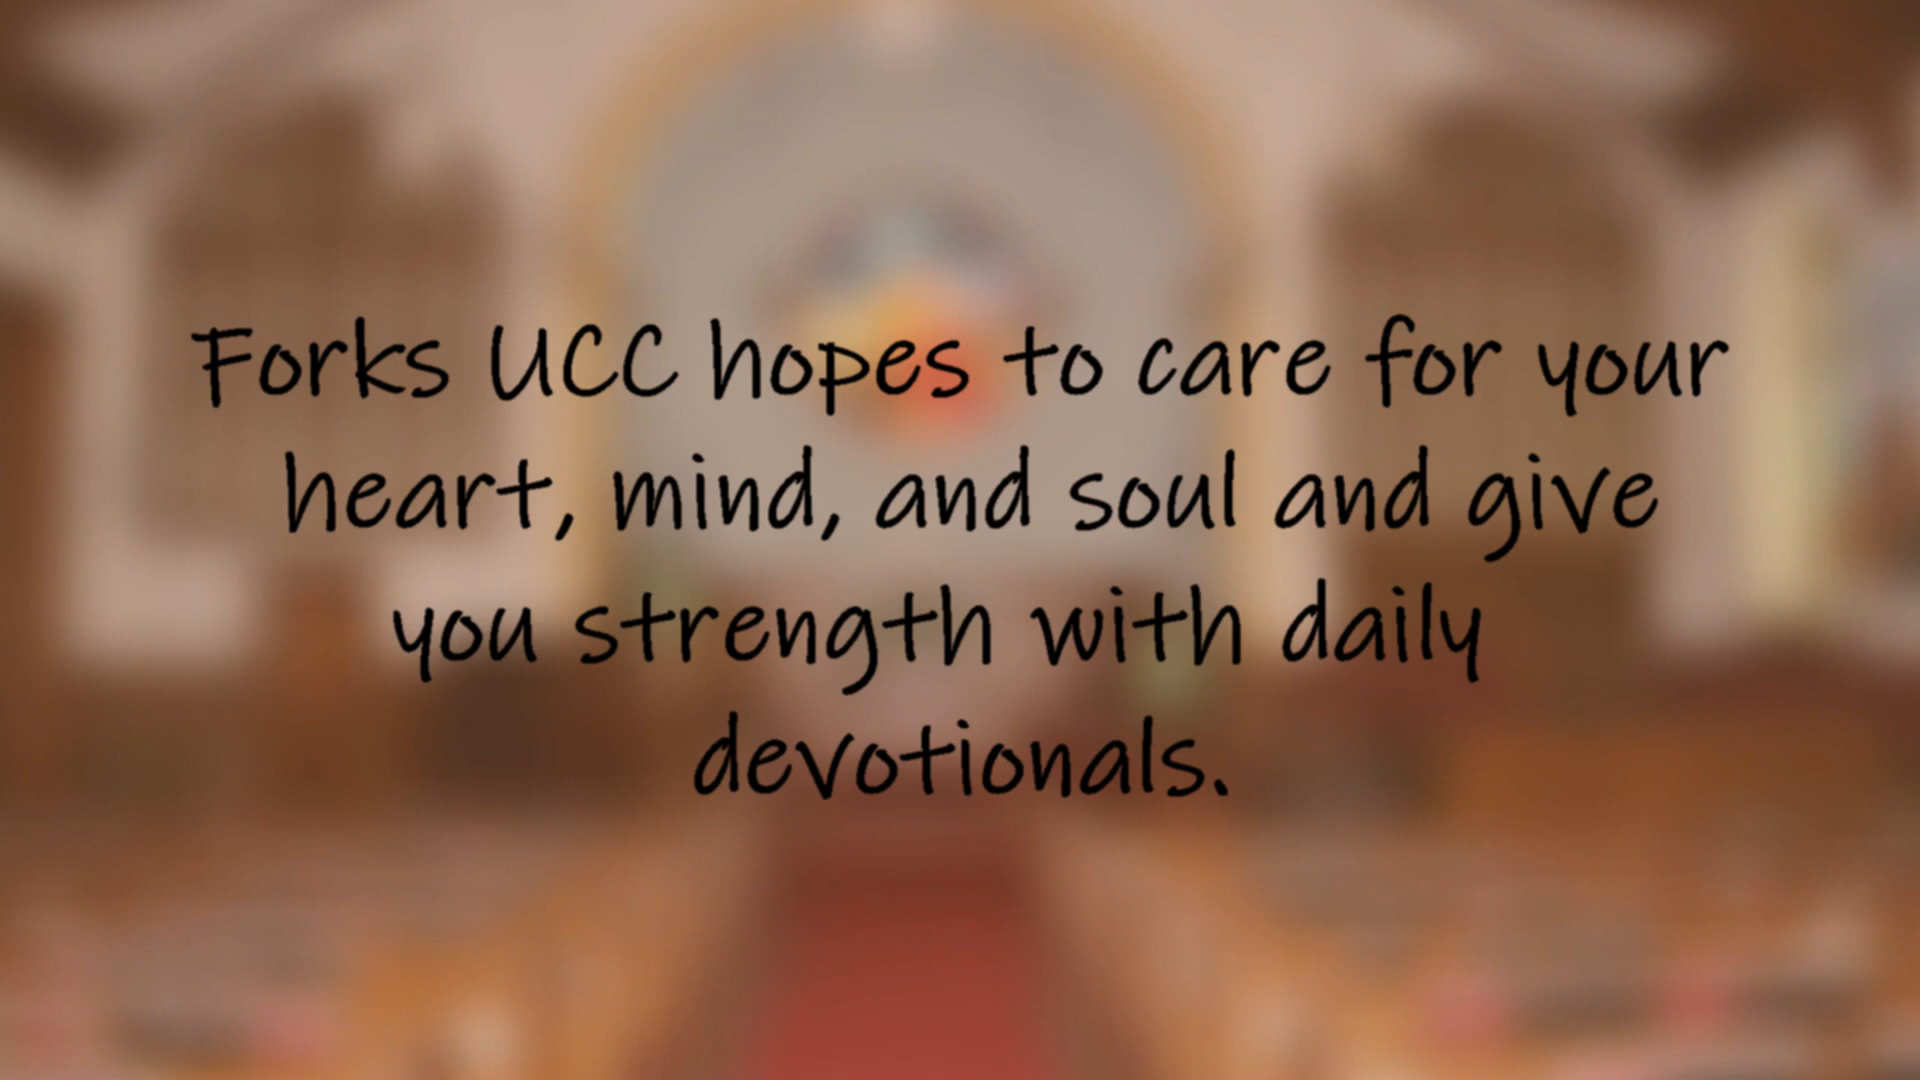 Forks UCC hopes to care for your
heart, mind, and soul and give
you strength with daily
devotionals.